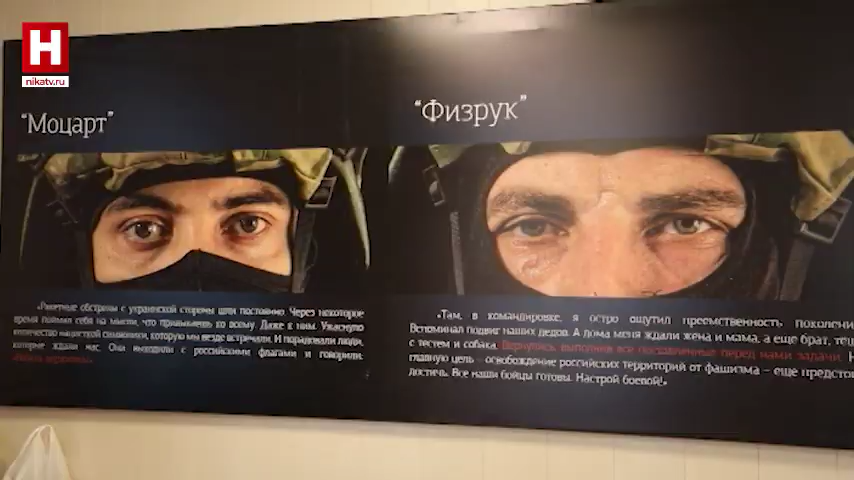 Н
nikatv.ru
“Моцарт”
“Физрук”
«Ракетные обстрелы с украинской стороны шли постоянно. Через некоторое
время поймал себя на мысли, что привыкаешь ко всему. Даже к ним. Ужаснуло
количество нацистской символики, которую мы везде встречали. И порадовали люди,
которые ждали нас. Они выходили с российскими флагами и говорили:
«Там, в командировке, я остро ощутил преемственность поколени
Вспоминал подвиг наших дедов. А дома меня ждали жена и мама, а еще брат, тещ
с тестем и собака. Вернулись, выполнив все поставленные перед нами задачи. Н
главную цель – освобождение российских территорий от фашизма – еще предсто
достичь. Все наши бойцы готовы. Настрой боевой!»